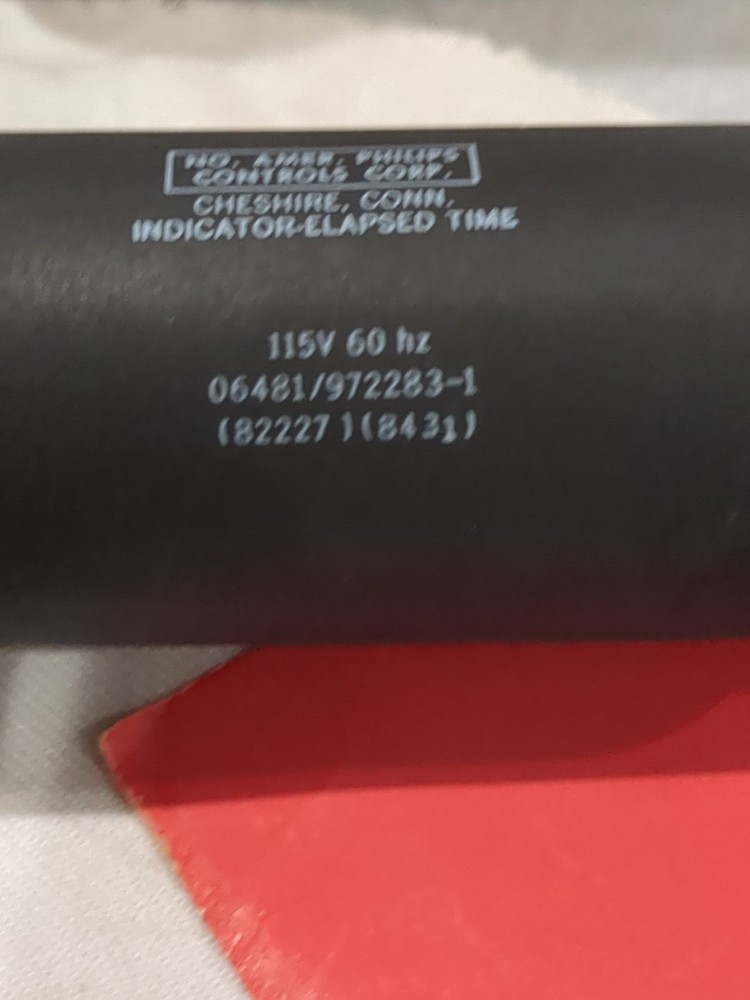 NO. AMER. PHILIPS
CONTROLS CORP.
CHESHIRE, CONN.
INDICATOR-ELAPSED TIME
115V 60 hz
06481/972283-1
(82227)(8431)